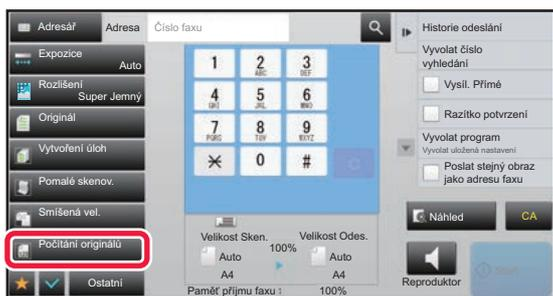 Adresář
Adresa
Číslo faxu
Expozice
Auto
Rozlišení
Super Jemný
Originál
Vytvoření úloh
Pomalé skenov.
Smíšená vel.
Počítání originálů
Ostatní
1
2
ABC
3
DEF
4
GHI
5
JKL
6
MNO
7
PQRS
8
TUV
9
WXYZ
0
#
C
Velikost Sken.
100%
Velikost Odes.
Auto
A4
Auto
A4
Paměť příjmu faxu :
100%
Historie odeslání
Vyvolat číslo
vyhledání
Vysíl. Přímé
Razítko potvrzení
Vyvolat program
Vyvolat uložená nastavení
Poslat stejný obraz
jako adresu faxu
Náhled
CA
Reproduktor
Start